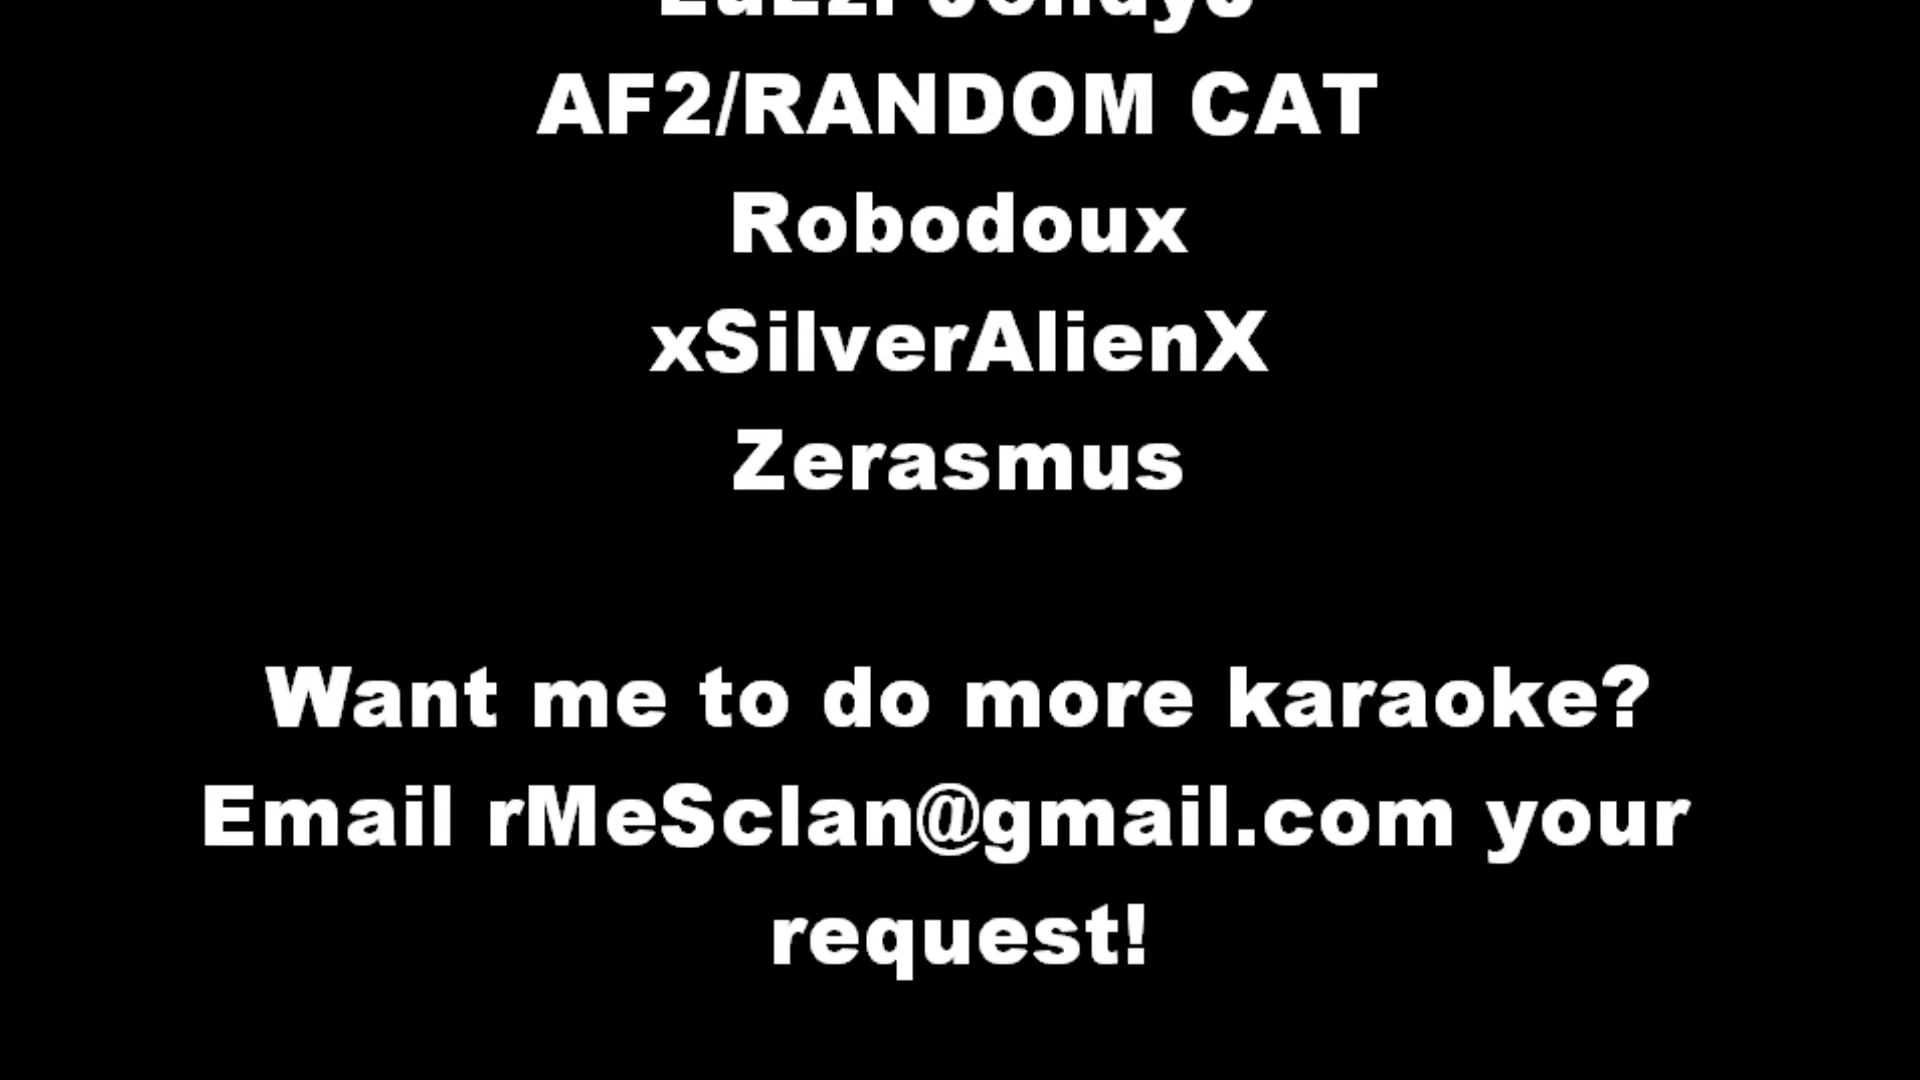 AF2/RANDOM CAT
Robodoux
xSilverAlienX
Zerasmus
Want me to do more karaoke?
Email rMeSclan@gmail.com your
request!